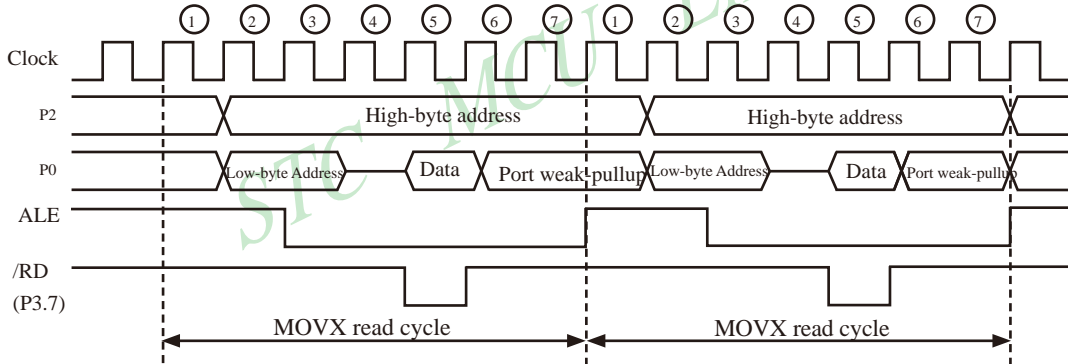 1 2 3 4 5 6 7 1 2 3 4 5 6 7
Clock
P2 High-byte address High-byte address
P0 Low-byte Address Data Port weak-pullup Low-byte Address Data Port weak-pullup
ALE
/RD
(P3.7)
MOVX read cycle MOVX read cycle
STC MCU